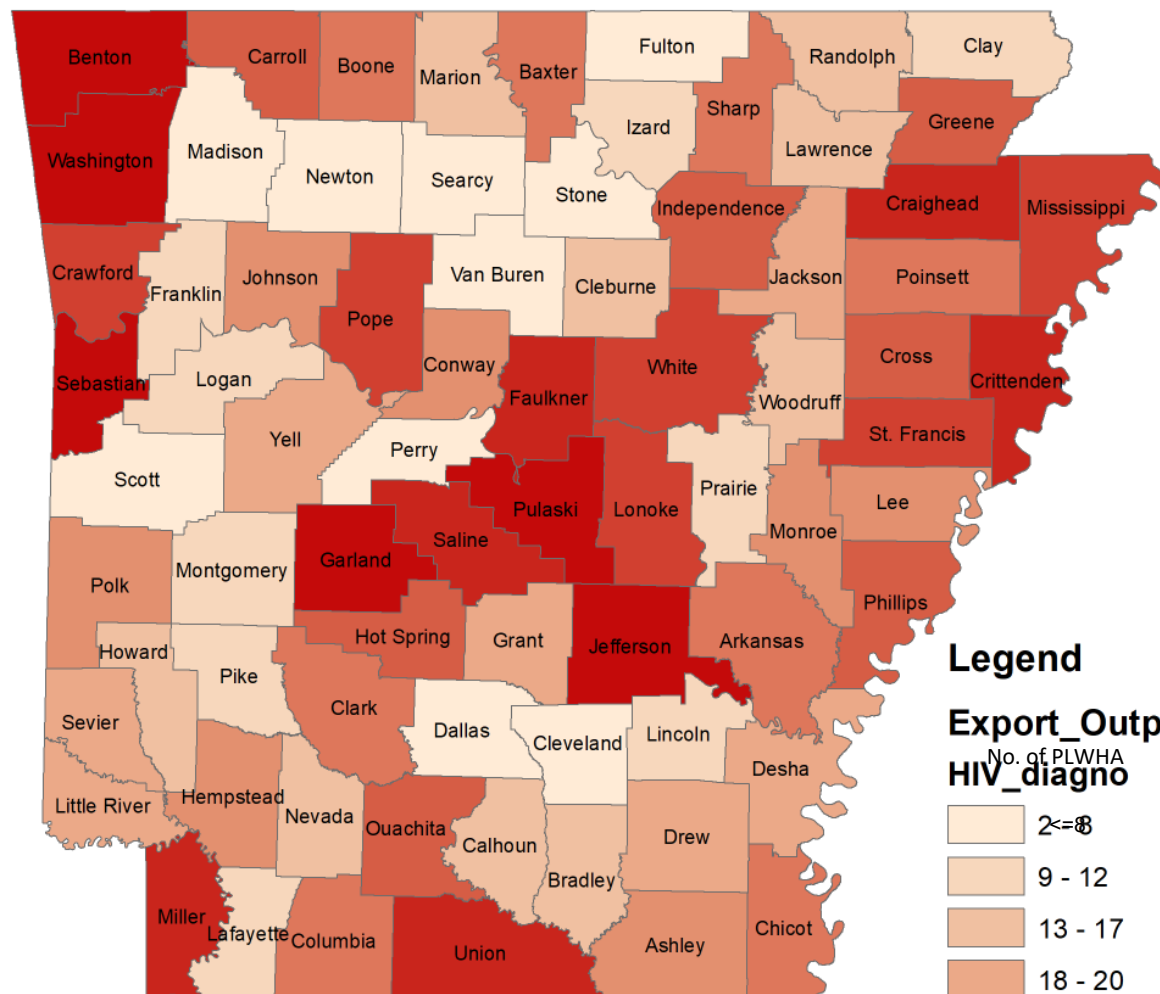 Benton
Carroll
Boone
Marion
Baxter
Fulton
Randolph
Clay
Washington
Madison
Newton
Searcy
Stone
Izard
Sharp
Lawrence
Greene
Independence
Craighead
Mississippi
Crawford
Franklin
Johnson
Pope
Van Buren
Cleburne
Jackson
Poinsett
Sebastian
Logan
Conway
Faulkner
White
Woodruff
Cross
Crittenden
Scott
Yell
Perry
Pulaski
Lonoke
Prairie
St. Francis
Lee
Polk
Montgomery
Garland
Saline
Monroe
Phillips
Howard
Pike
Hot Spring
Grant
Jefferson
Arkansas
Sevier
Clark
Dallas
Cleveland
Lincoln
Desha
Little River
Hempstead
Nevada
Ouachita
Calhoun
Bradley
Drew
Miller
Lafayette
Columbia
Union
Ashley
Chicot
Legend
Export_Outp
No. of PLWHA
HIV_diagno
<=8
9 - 12
13 - 17
18 - 20